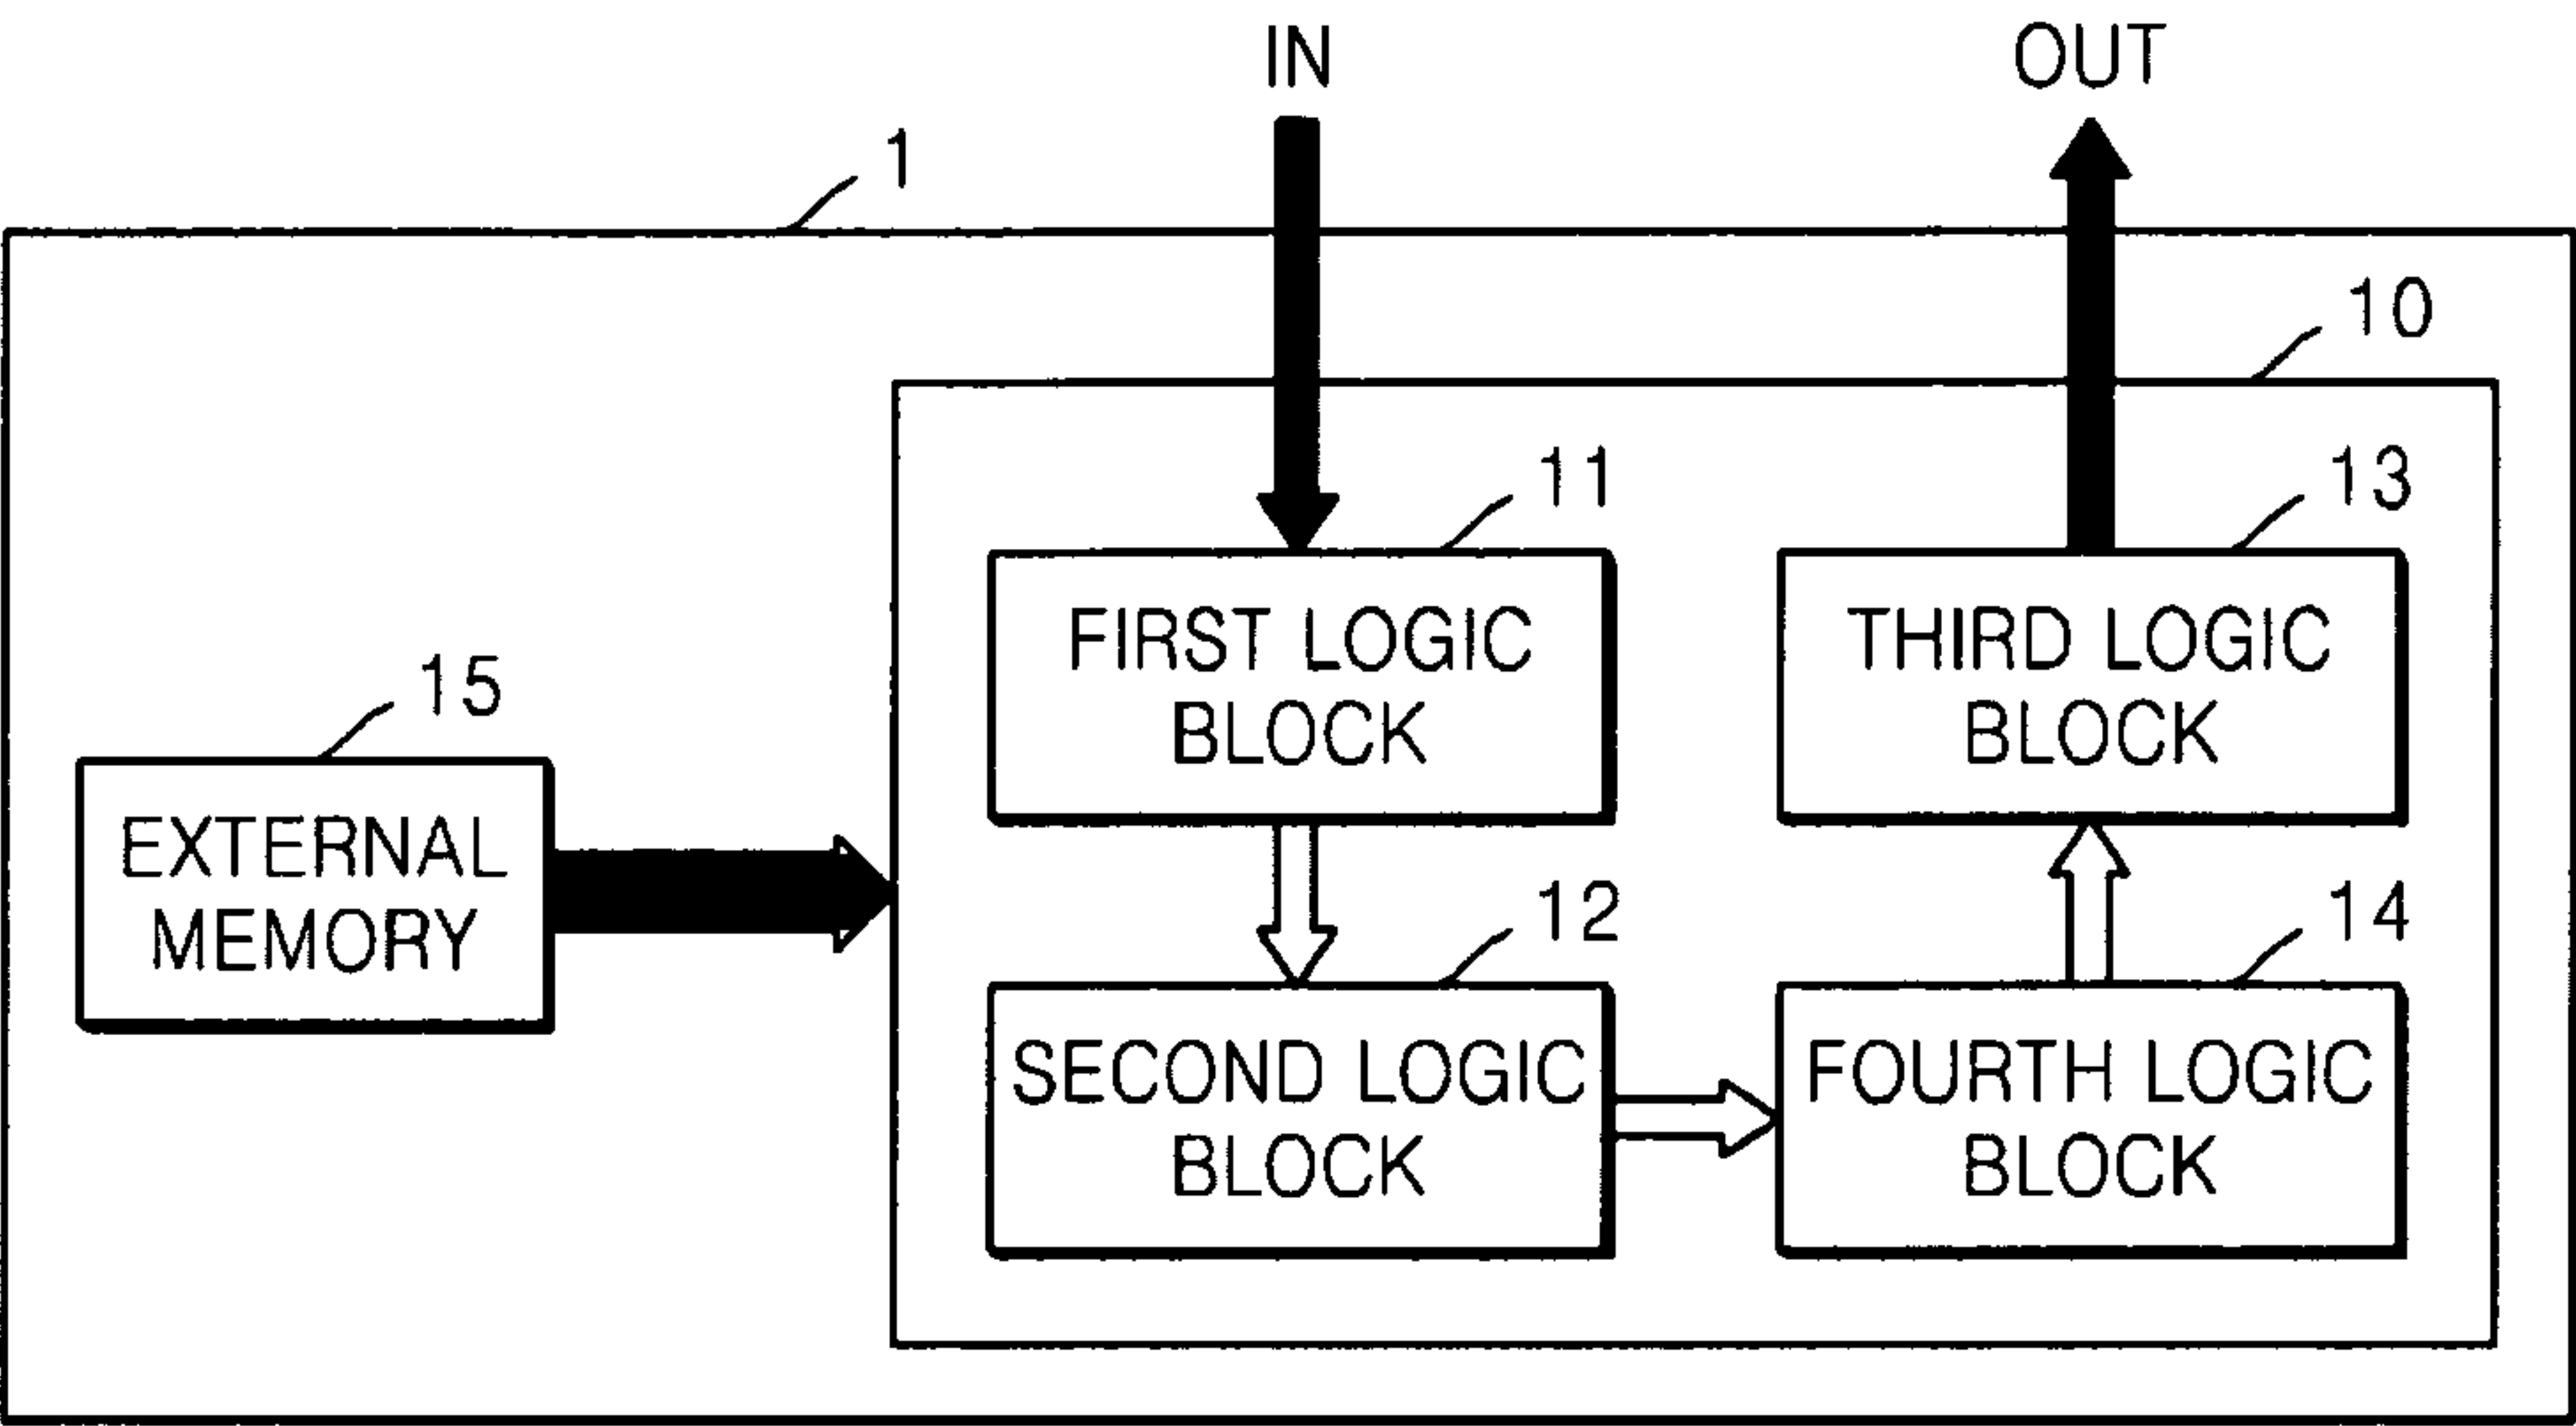 IN
OUT
1
10
11
13
FIRST LOGIC
BLOCK
THIRD LOGIC
BLOCK
15
EXTERNAL
MEMORY
12
14
SECOND LOGIC
BLOCK
FOURTH LOGIC
BLOCK